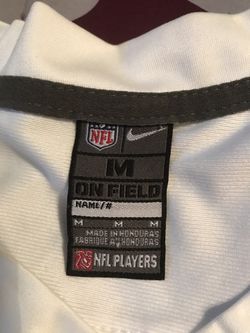 NFL
M
ON FIELD
NAME/#
M M M
MADE IN HONDURAS
FABRIQUÉ AU HONDURAS
NFL PLAYERS